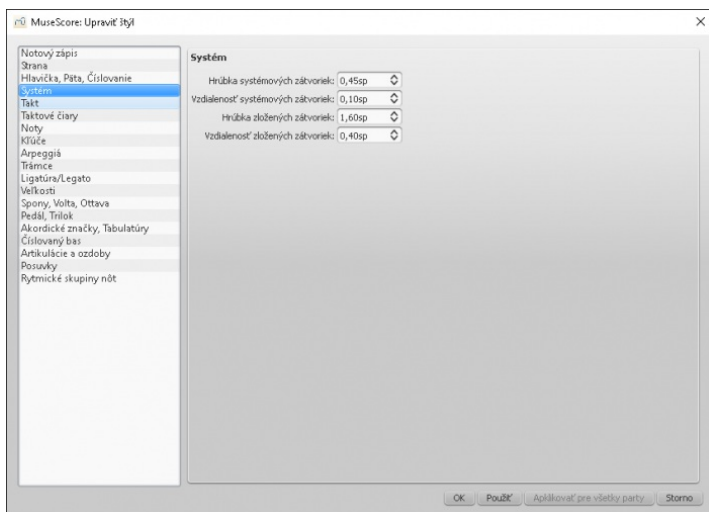 MuseScore: Upraviť štýl
Notový zápis
Strana
Hlavička, Päta, Číslovanie
Systém
Takt
Taktové čiary
Noty
Kľúče
Arpeggiá
Trámce
Ligatúra/Legato
Veľkosti
Spony, Volta, Ottava
Pedál, Trilok
Akordické značky, Tabulatúry
Číslovaný bas
Artikulácie a ozdoby
Posuvky
Rytmické skupiny nôt
Systém
Hrúbka systémových zátvoriek: 0,45sp
Vzdialenosť systémových zátvoriek: 0,10sp
Hrúbka zložených zátvoriek: 1,60sp
Vzdialenosť zložených zátvoriek: 0,40sp
OK Použiť Aplikovať pre všetky party Storno